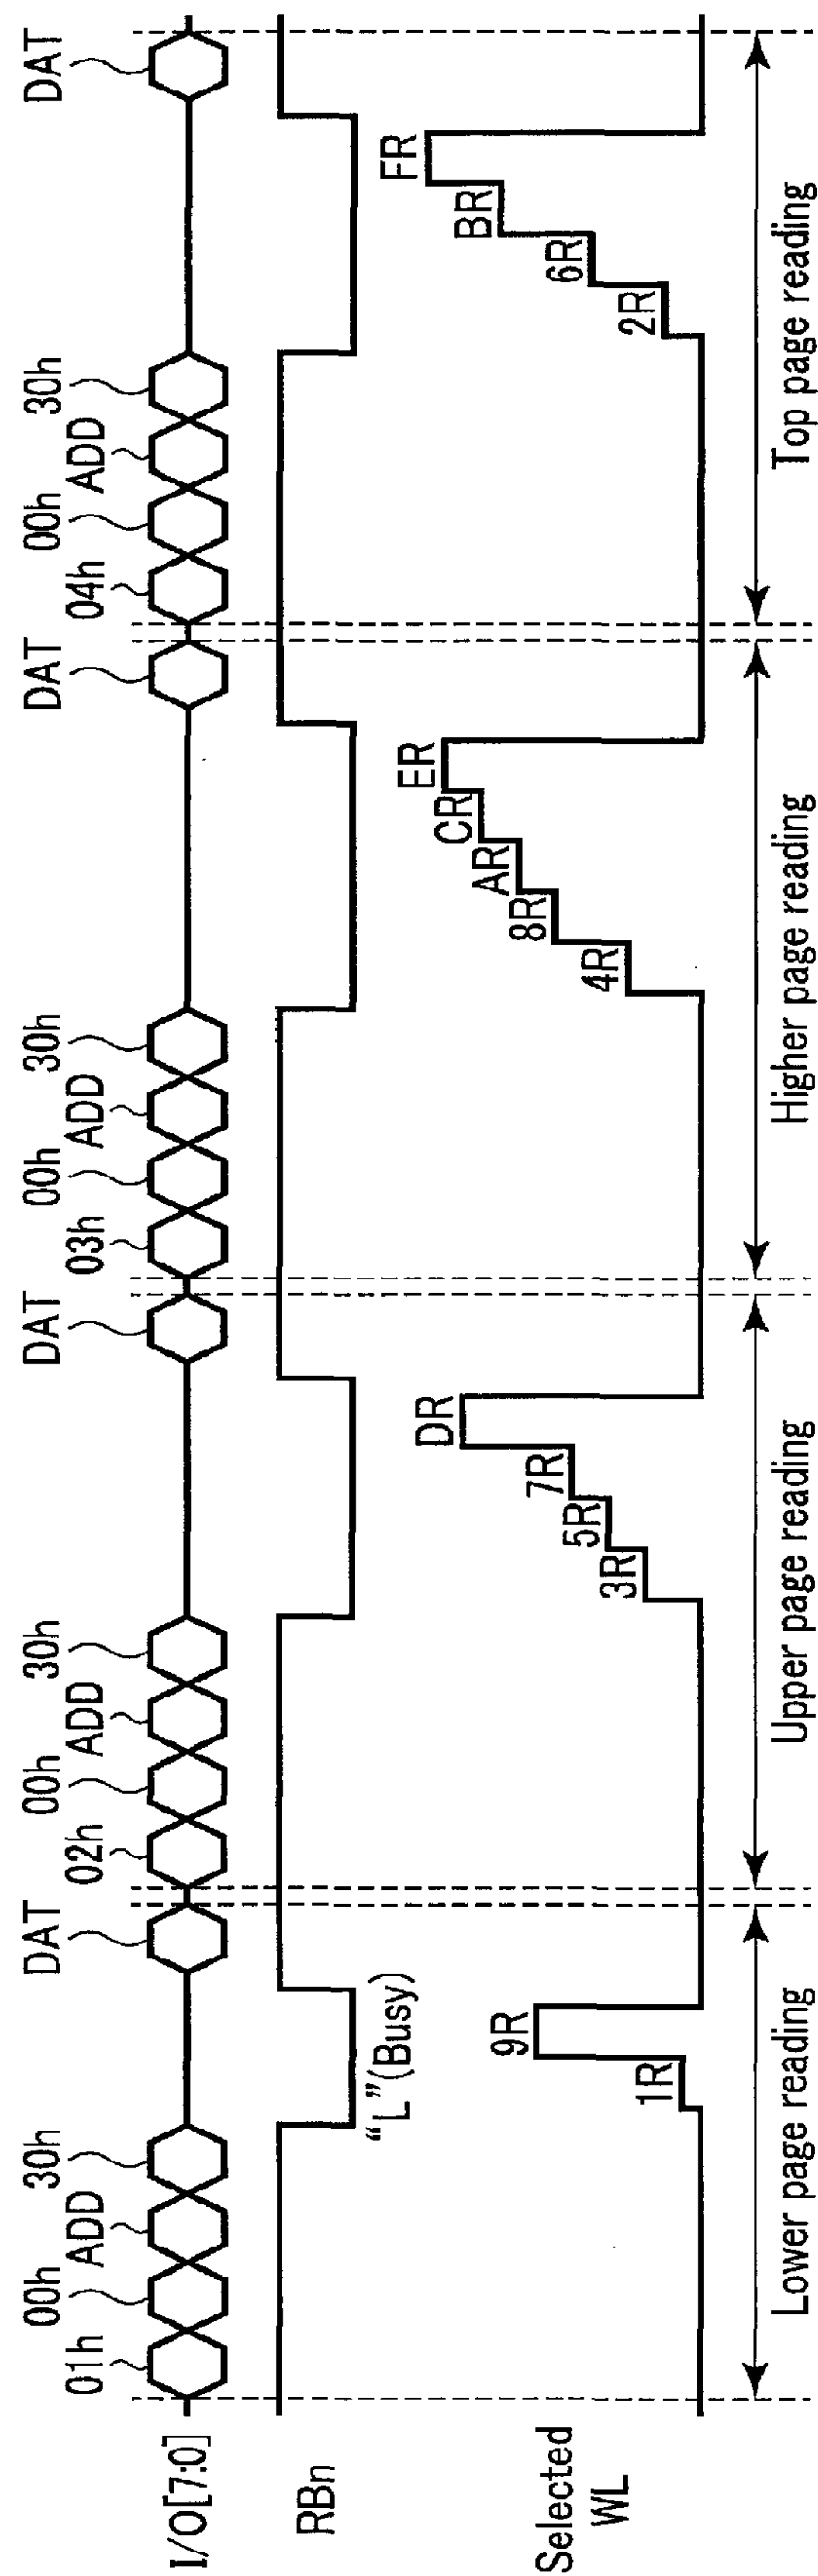 I/O[7:0]
01h
00h
ADD
30h
DAT
02h
00h
ADD
30h
DAT
03h
00h
ADD
30h
DAT
04h
00h
ADD
30h
DAT
RBn
“L”(Busy)
Selected
WL
1R
9R
3R
5R
7R
DR
4R
8R
AR
CR
ER
2R
6R
BR
FR
Lower page reading
Upper page reading
Higher page reading
Top page reading